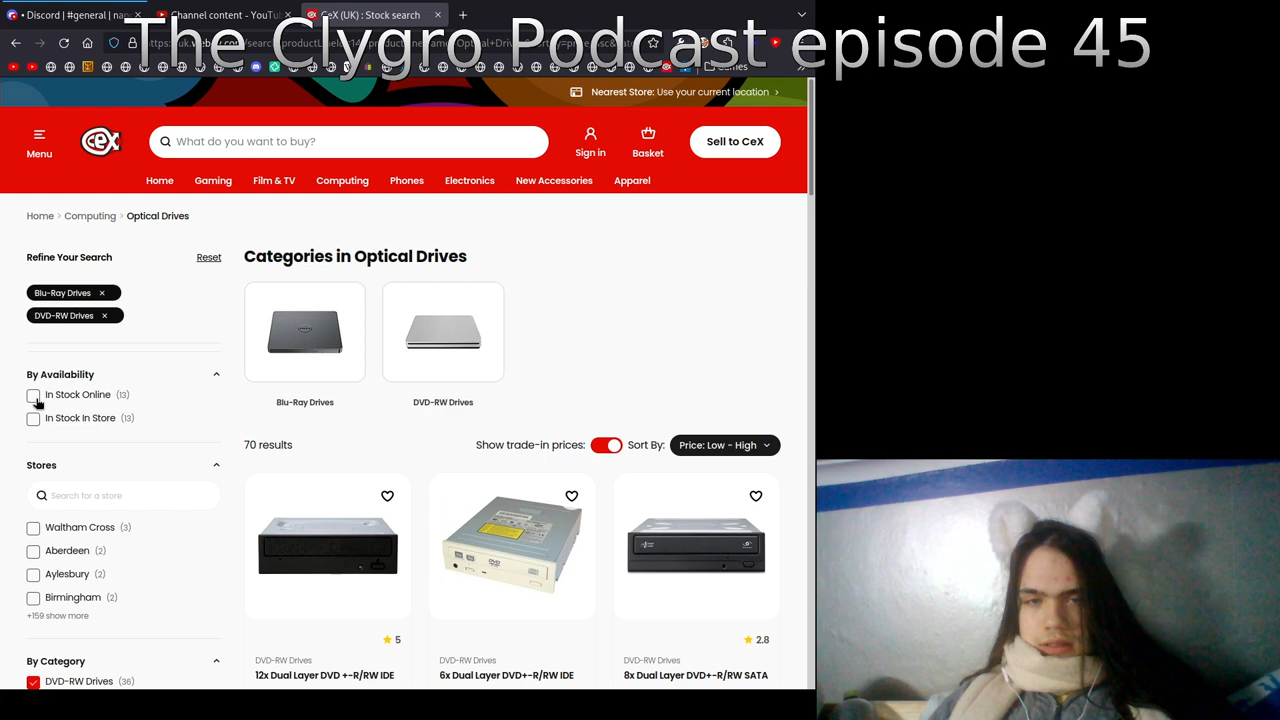 The Clygro Podcast episode 45
Discord | #general | na
Channel content - YouTu
CeX (UK) : Stock search
Games
Nearest Store: Use your current location
Menu
cex
What do you want to buy?
Sign in
Basket
Sell to CeX
Home Gaming Film & TV Computing Phones Electronics New Accessories Apparel
Home > Computing > Optical Drives
Refine Your Search
Reset
Blu-Ray Drives ×
DVD-RW Drives ×
By Availability
In Stock Online (13)
In Stock In Store (13)
Stores
Search for a store
Waltham Cross (3)
Aberdeen (2)
Aylesbury (2)
Birmingham (2)
+159 show more
By Category
DVD-RW Drives (36)
Categories in Optical Drives
Blu-Ray Drives
DVD-RW Drives
70 results
Show trade-in prices:
Sort By:
Price: Low - High
5
DVD-RW Drives
12x Dual Layer DVD +-R/RW IDE
DVD-RW Drives
6x Dual Layer DVD+-R/RW IDE
2.8
DVD-RW Drives
8x Dual Layer DVD+-R/RW SATA